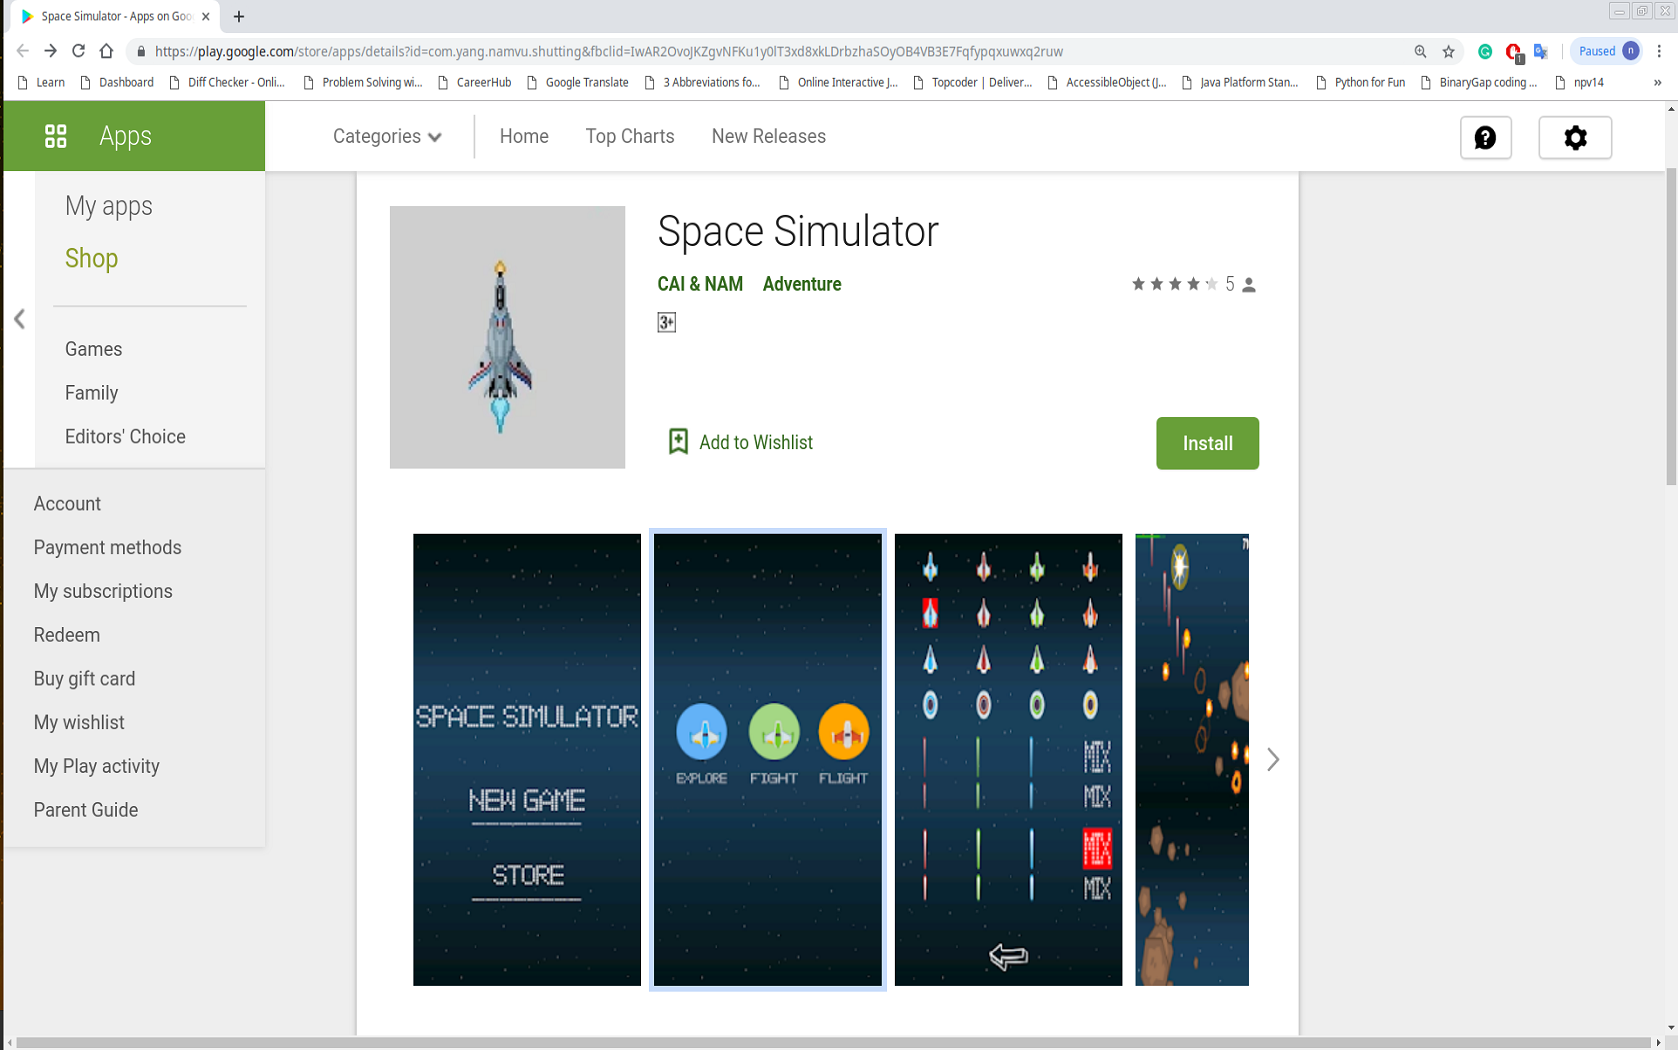 Space Simulator - Apps on Goo
https://play.google.com/store/apps/details?id=com.yang.namvu.shutting&fbclid=IwAR2OvoJKZgvNFKu1y0lT3xd8xkLDrbzhaSOyOB4VB3E7Fqfypqxuwxq2ruw
1
Paused n
Learn Dashboard Diff Checker - Onli... Problem Solving wi... CareerHub Google Translate 3 Abbreviations fo... Online Interactive J... Topcoder | Deliver... AccessibleObject (J... Java Platform Stan... Python for Fun BinaryGap coding ... npv14 »
Apps
Categories Home Top Charts New Releases
My apps
Shop
Games
Family
Editors' Choice
Account
Payment methods
My subscriptions
Redeem
Buy gift card
My wishlist
My Play activity
Parent Guide
Space Simulator
CAI & NAM Adventure
5
3+
Add to Wishlist
Install
SPACE SIMULATOR
NEW GAME
STORE
EXPLORE FIGHT FLIGHT
MIX
MIX
MIX
MIX